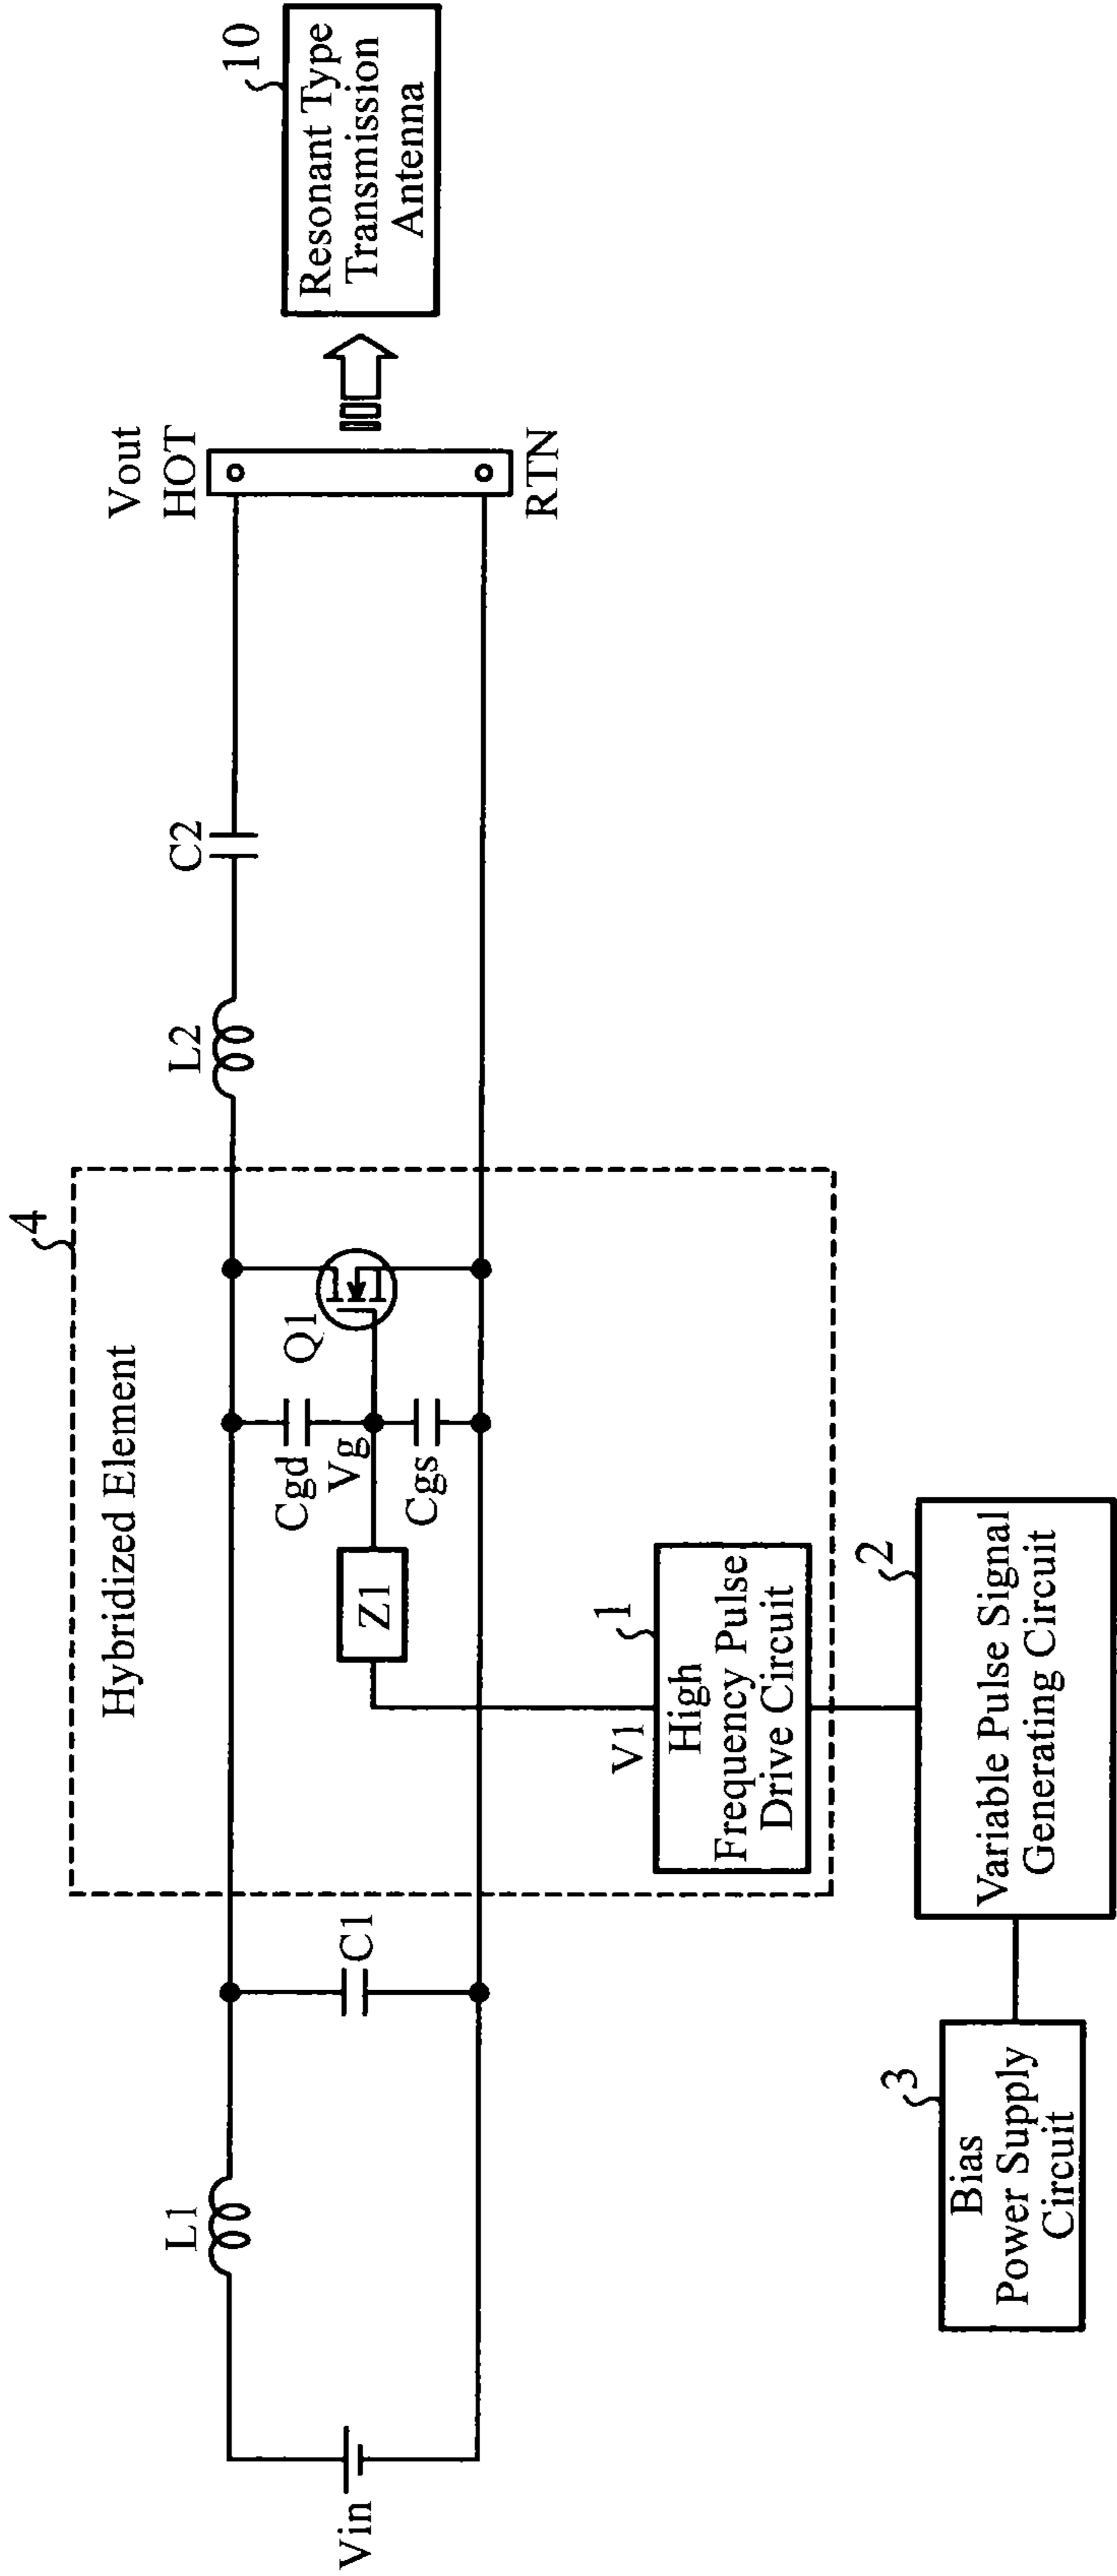 4
Hybridized Element
Vin
L1
C1
Z1
Cgd
Vg
Cgs
Q1
L2
C2
Vout
HOT
RTN
10
Resonant Type
Transmission
Antenna
V1
1
High
Frequency Pulse
Drive Circuit
2
Variable Pulse Signal
Generating Circuit
3
Bias
Power Supply
Circuit